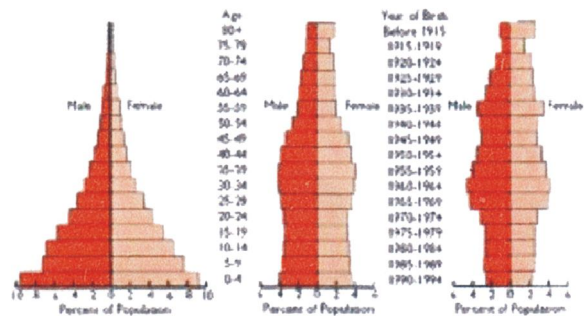 Age
80+
75-79
70-74
65-69
60-64
55-59
50-54
45-49
40-44
35-39
30-34
25-29
20-24
15-19
10-14
5-9
0-4
Year of Birth
Before 1915
1915-1919
1920-1924
1925-1929
1930-1934
1935-1939
1940-1944
1945-1949
1950-1954
1955-1959
1960-1964
1965-1969
1970-1974
1975-1979
1980-1984
1985-1989
1990-1994
Male Female
Male Female
Male Female
10 8 6 4 2 0 2 4 6 8 10
6 4 2 0 2 4 6
6 4 2 0 2 4 6
Percent of Population
Percent of Population
Percent of Population